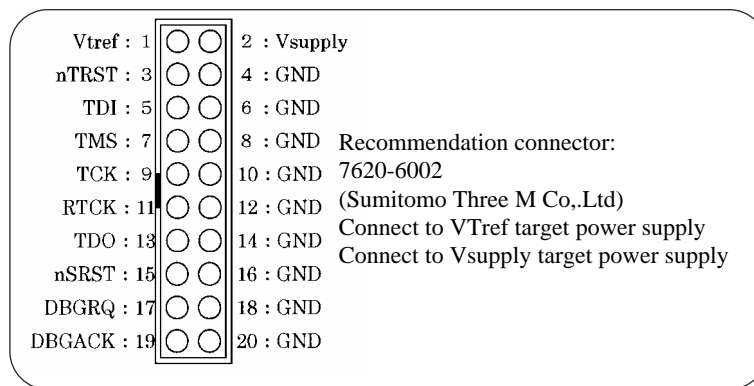 Vtref : 1 2 : Vsupply
nTRST : 3 4 : GND
TDI : 5 6 : GND
TMS : 7 8 : GND
TCK : 9 10 : GND
RTCK : 11 12 : GND
TDO : 13 14 : GND
nSRST : 15 16 : GND
DBGRQ : 17 18 : GND
DBGACK : 19 20 : GND
Recommendation connector:
7620-6002
(Sumitomo Three M Co,.Ltd)
Connect to VTref target power supply
Connect to Vsupply target power supply